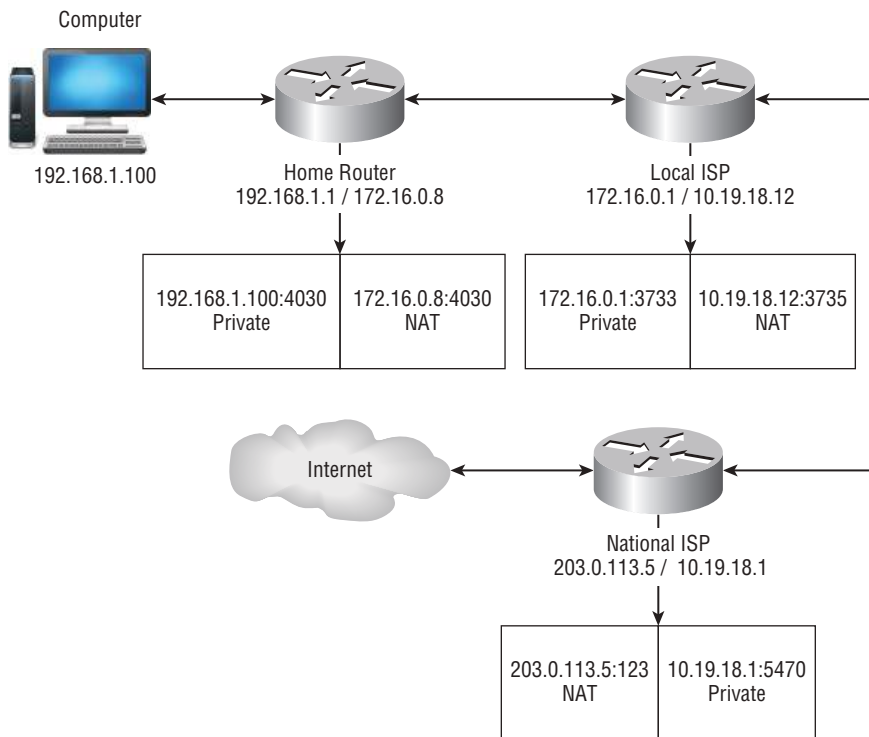 Computer
192.168.1.100
Home Router
192.168.1.1 / 172.16.0.8
Local ISP
172.16.0.1 / 10.19.18.12
192.168.1.100:4030
Private
172.16.0.8:4030
NAT
172.16.0.1:3733
Private
10.19.18.12:3735
NAT
Internet
National ISP
203.0.113.5 / 10.19.18.1
203.0.113.5:123
NAT
10.19.18.1:5470
Private